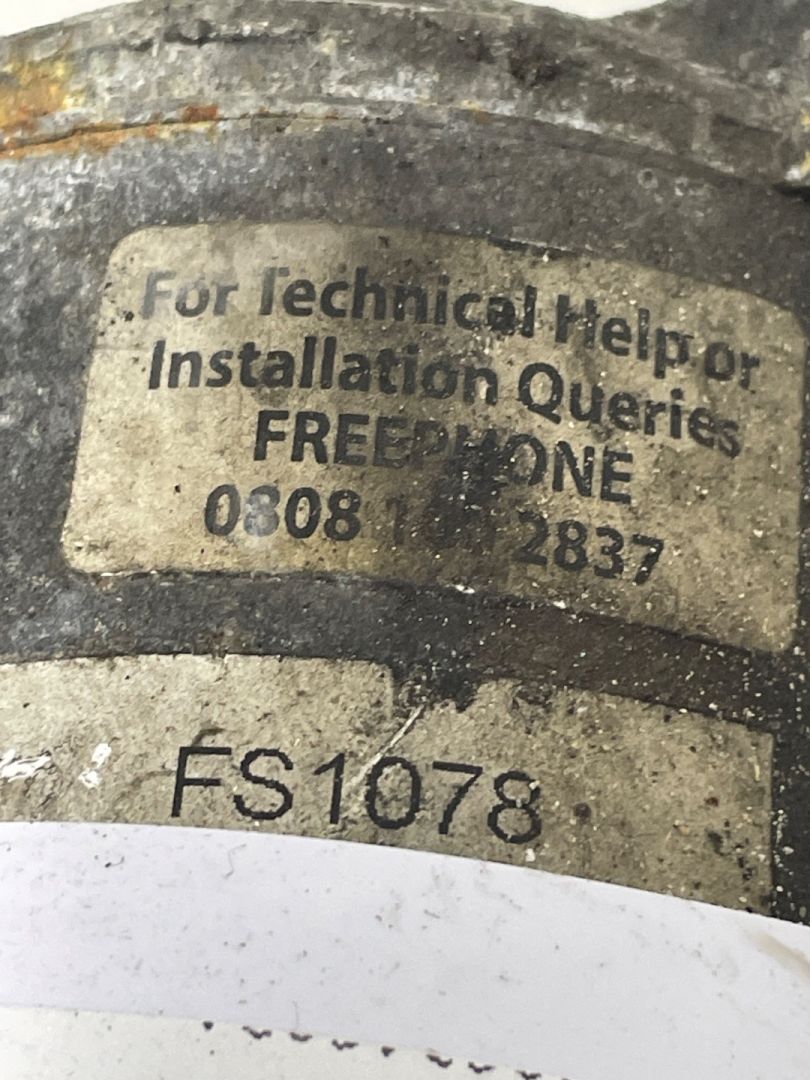 For Technical Help or
Installation Queries
FREEPHONE
0808 2837
FS1078